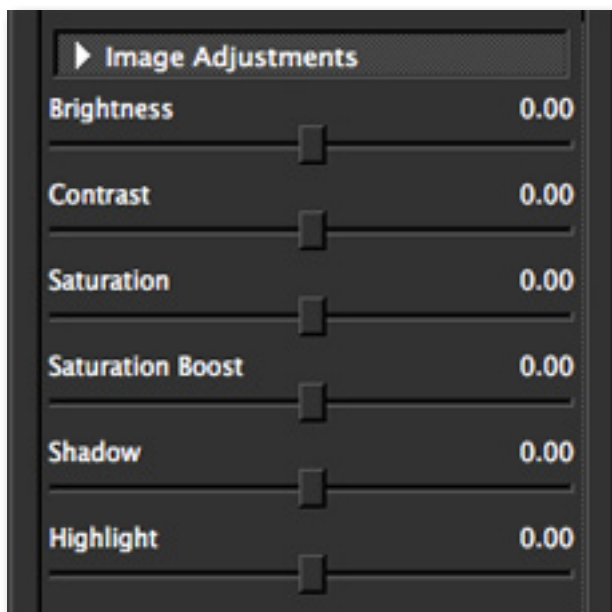 Image Adjustments
Brightness 0.00
Contrast 0.00
Saturation 0.00
Saturation Boost 0.00
Shadow 0.00
Highlight 0.00